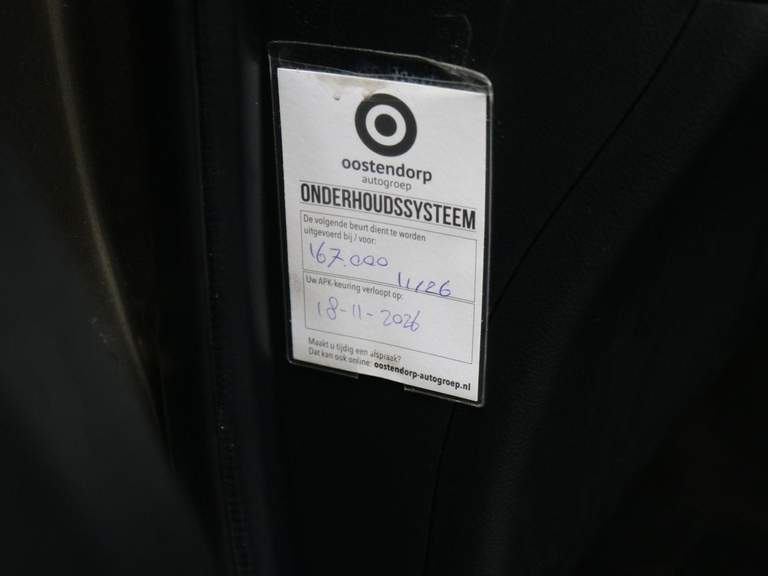 oostendorp
autogroep
ONDERHOUDSSYSTEEM
De volgende beurt dient te worden
uitgevoerd bij / voor:
167.000 11/26
Uw APK-keuring verloopt op:
18-11-2026
Maakt u tijdig een afspraak?
Dat kan ook online: oostendorp-autogroep.nl